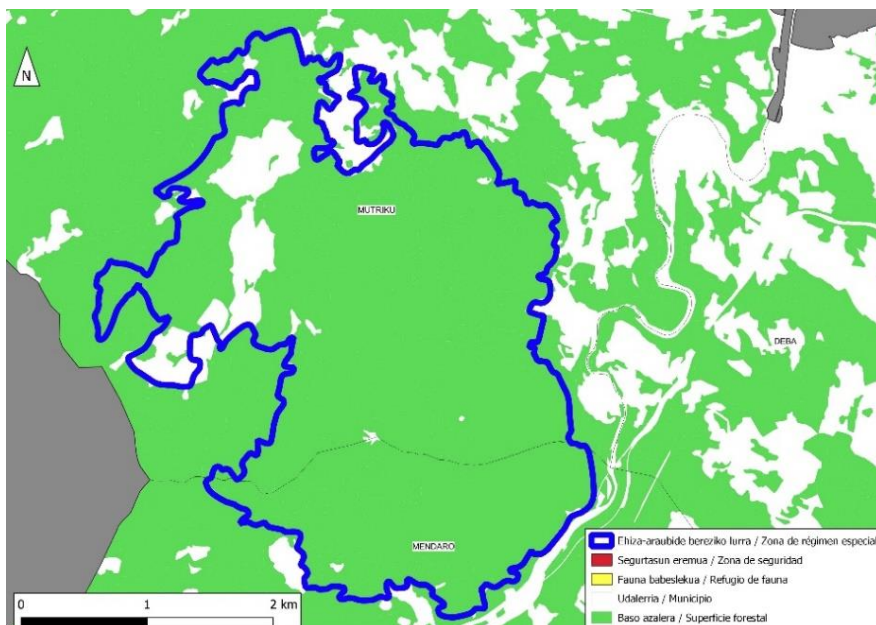 N
MUTRIKU
DEBA
MENDARO
Ehiza-araubide bereziko lurra / Zona de régimen especial
Segurtasun eremua / Zona de seguridad
Fauna babeslekua / Refugio de fauna
Udalerria / Municipio
Baso azalera / Superficie forestal
0 1 2 km